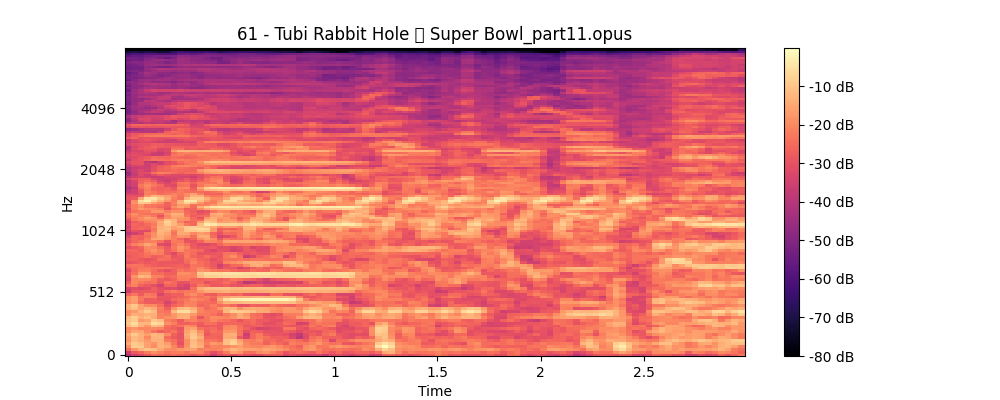 61 - Tubi Rabbit Hole ▯ Super Bowl_part11.opus
Hz
4096
2048
1024
512
0
0
0.5
1
1.5
2
2.5
Time
-10 dB
-20 dB
-30 dB
-40 dB
-50 dB
-60 dB
-70 dB
-80 dB